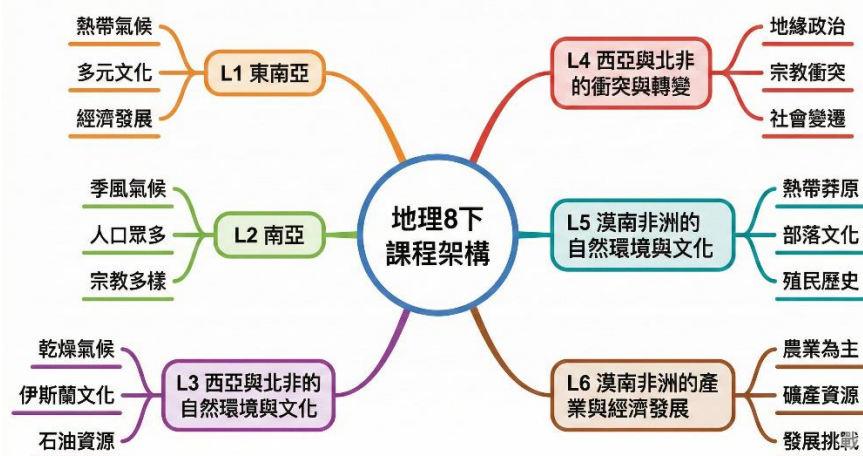 地理8下
課程架構
L1 東南亞
熱帶氣候
多元文化
經濟發展
L2 南亞
季風氣候
人口眾多
宗教多樣
L3 西亞與北非的
自然環境與文化
乾燥氣候
伊斯蘭文化
石油資源
L4 西亞與北非
的衝突與轉變
地緣政治
宗教衝突
社會變遷
L5 漠南非洲的
自然環境與文化
熱帶莽原
部落文化
殖民歷史
L6 漠南非洲的產
業與經濟發展
農業為主
礦產資源
發展挑戰